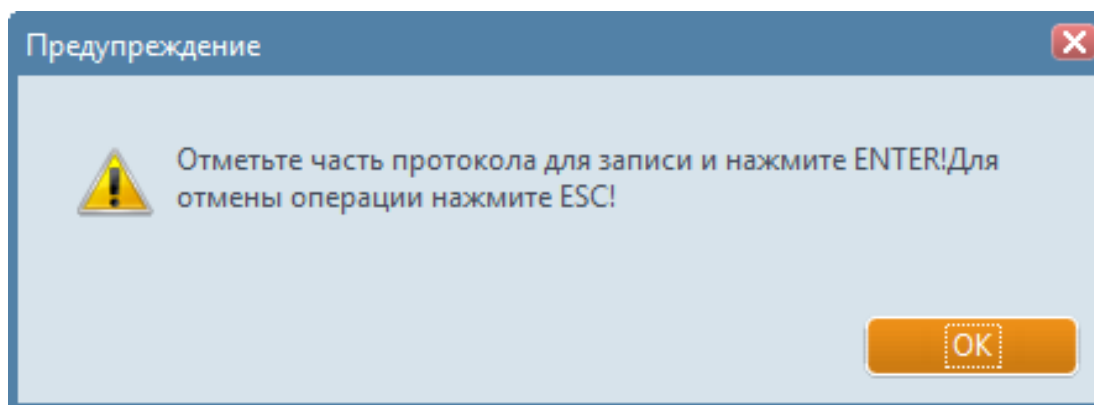 Предупреждение
Отметьте часть протокола для записи и нажмите ENTER!Для
отмены операции нажмите ESC!
OK